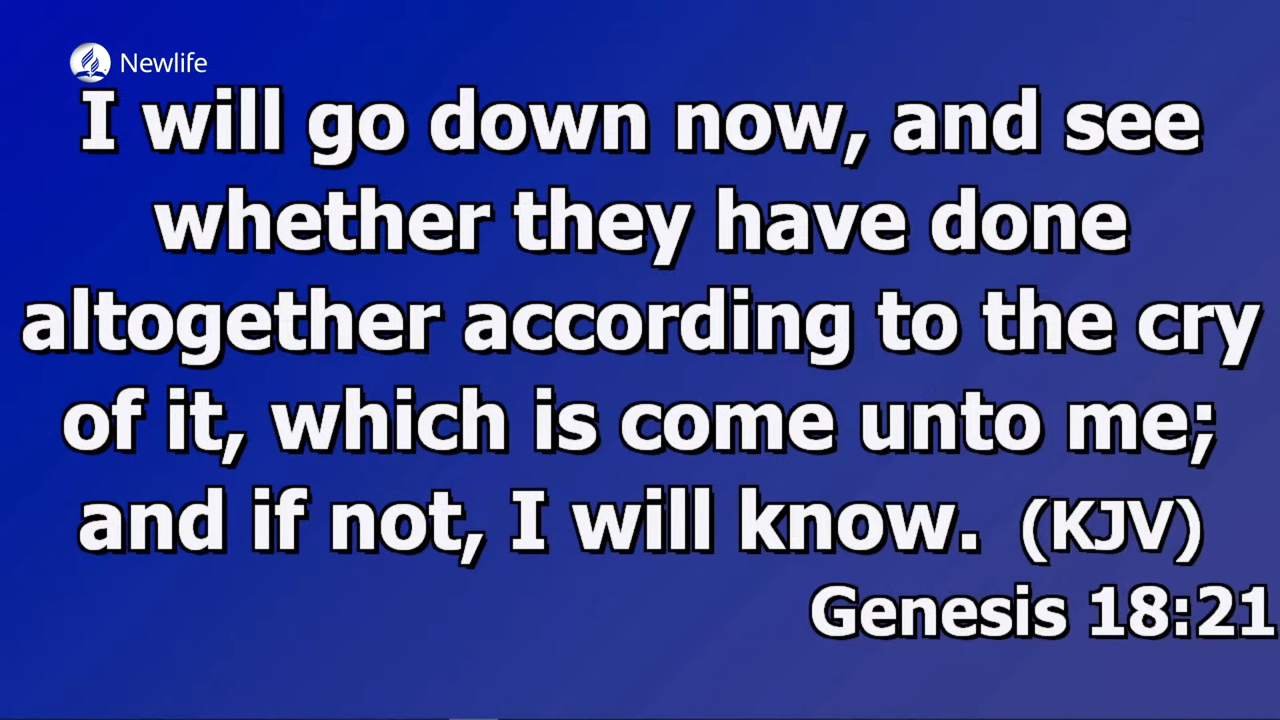 Newlife
I will go down now, and see
whether they have done
altogether according to the cry
of it, which is come unto me;
and if not, I will know. (KJV)
Genesis 18:21